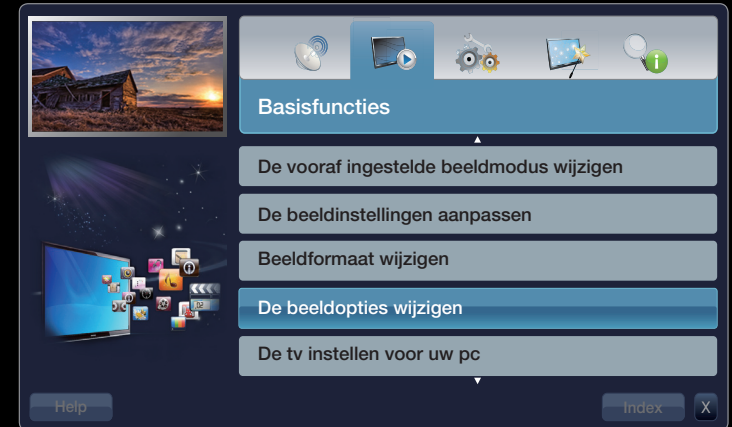 Basisfuncties
De vooraf ingestelde beeldmodus wijzigen
De beeldinstellingen aanpassen
Beeldformaat wijzigen
De beeldopties wijzigen
De tv instellen voor uw pc
Help
Index
X